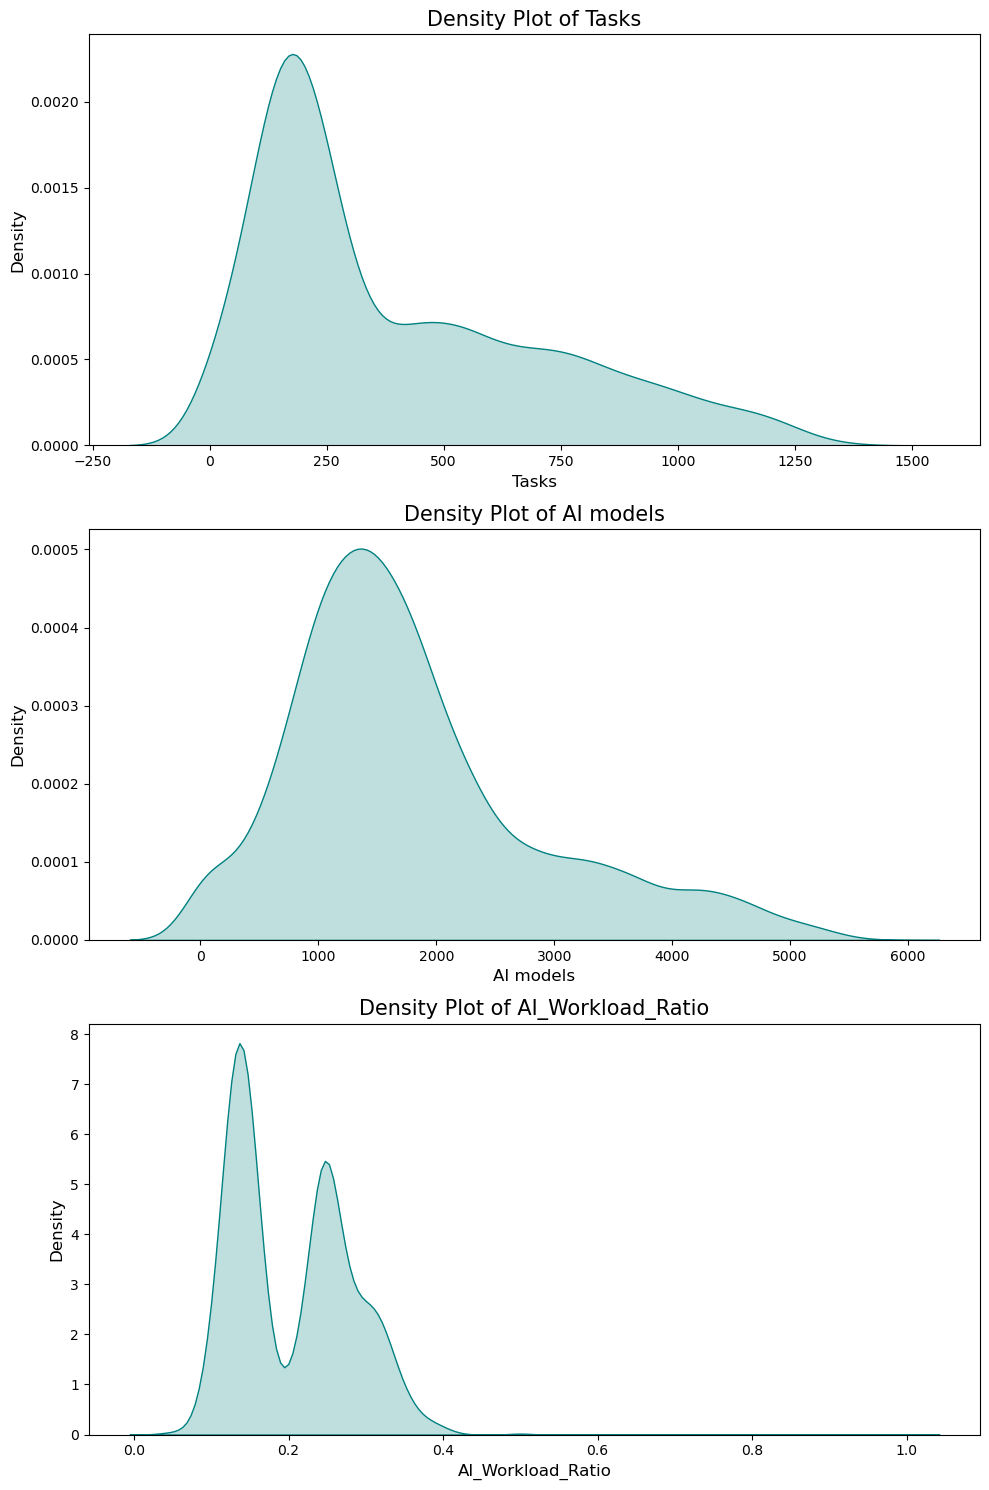 Density Plot of Tasks
0.0020
0.0015
0.0010
0.0005
0.0000
Density
−250 0 250 500 750 1000 1250 1500
Tasks
Density Plot of AI models
0.0005
0.0004
0.0003
0.0002
0.0001
0.0000
Density
0 1000 2000 3000 4000 5000 6000
AI models
Density Plot of AI_Workload_Ratio
8
7
6
5
4
3
2
1
0
Density
0.0 0.2 0.4 0.6 0.8 1.0
AI_Workload_Ratio